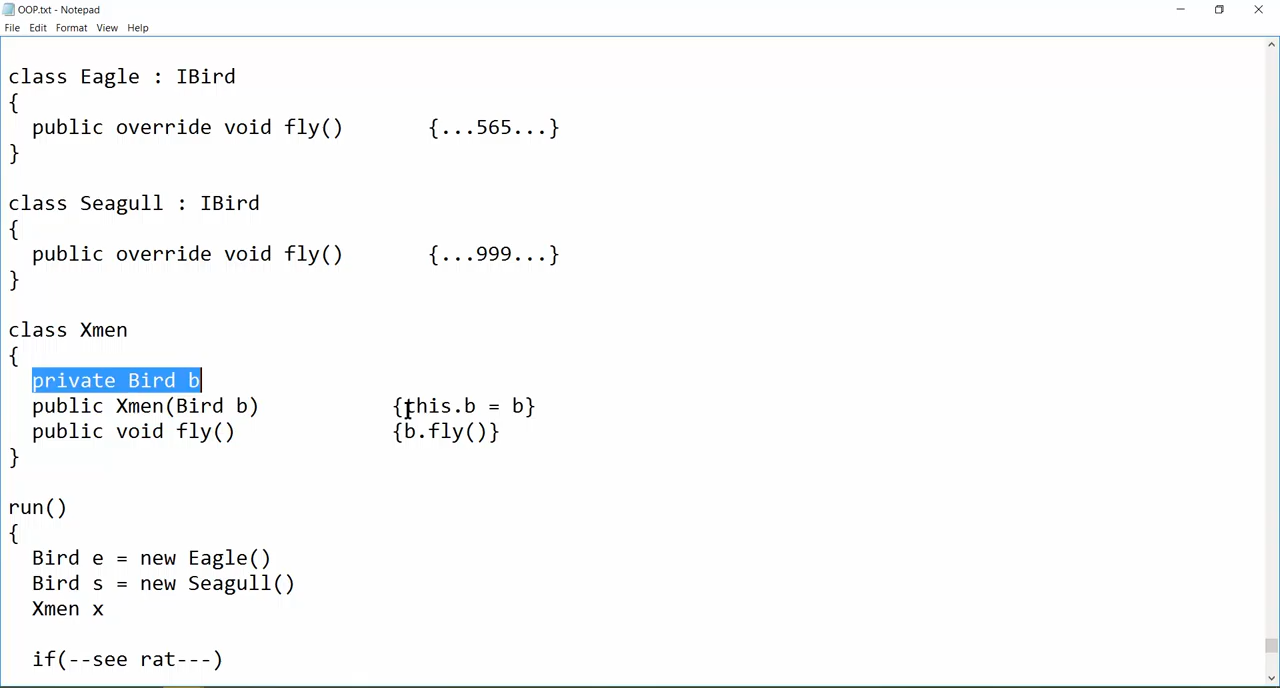 OOP.txt - Notepad
File Edit Format View Help
class Eagle : IBird
{
  public override void fly()       {...565...}
}
class Seagull : IBird
{
  public override void fly()       {...999...}
}
class Xmen
{
  private Bird b
  public Xmen(Bird b)           {this.b = b}
  public void fly()             {b.fly()}
}
run()
{
  Bird e = new Eagle()
  Bird s = new Seagull()
  Xmen x
  if(--see rat---)